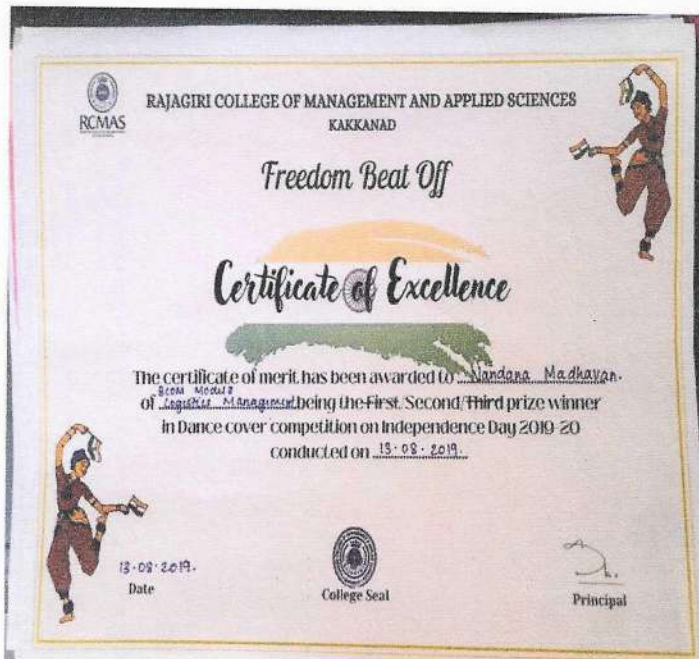 RCMAS
RAJAGIRI COLLEGE OF MANAGEMENT AND APPLIED SCIENCES
KAKKANAD
Freedom Beat Off
Certificate of Excellence
The certificate of merit has been awarded to Nandana Madhavan.
BCOM Model 3
of Logistics Management being the First/Second/Third prize winner
in Dance cover competition on Independence Day 2019-20
conducted on 13.08.2019.
13.08.2019.
Date
College Seal
Principal